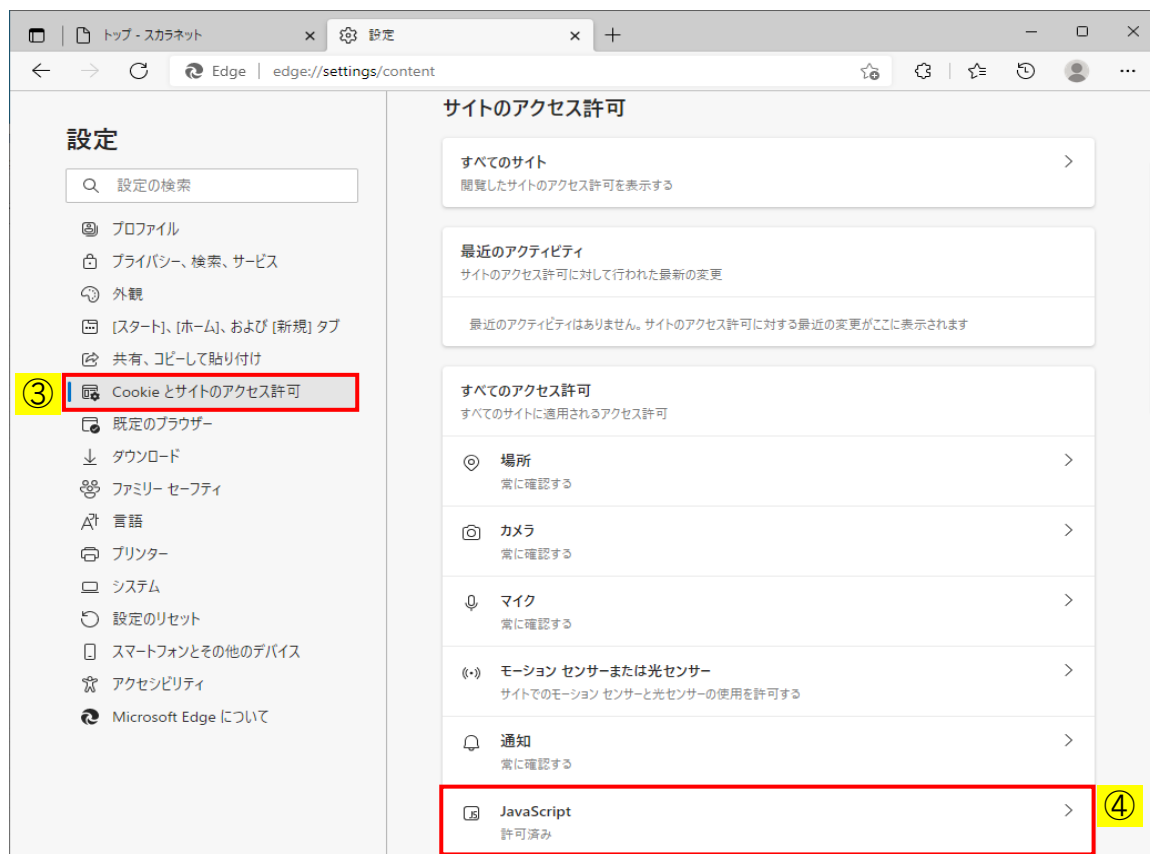 トップ - スカラネット
設定
Edge | edge://settings/content
設定
設定の検索
プロファイル
プライバシー、検索、サービス
外観
[スタート]、[ホーム]、および [新規] タブ
共有、コピーして貼り付け
③
Cookie とサイトのアクセス許可
既定のブラウザー
ダウンロード
ファミリー セーフティ
言語
プリンター
システム
設定のリセット
スマートフォンとその他のデバイス
アクセシビリティ
Microsoft Edge について
サイトのアクセス許可
すべてのサイト
閲覧したサイトのアクセス許可を表示する
最近のアクティビティ
サイトのアクセス許可に対して行われた最新の変更
最近のアクティビティはありません。サイトのアクセス許可に対する最近の変更がここに表示されます
すべてのアクセス許可
すべてのサイトに適用されるアクセス許可
場所
常に確認する
カメラ
常に確認する
マイク
常に確認する
モーション センサーまたは光センサー
サイトでのモーション センサーと光センサーの使用を許可する
通知
常に確認する
JavaScript
許可済み
④